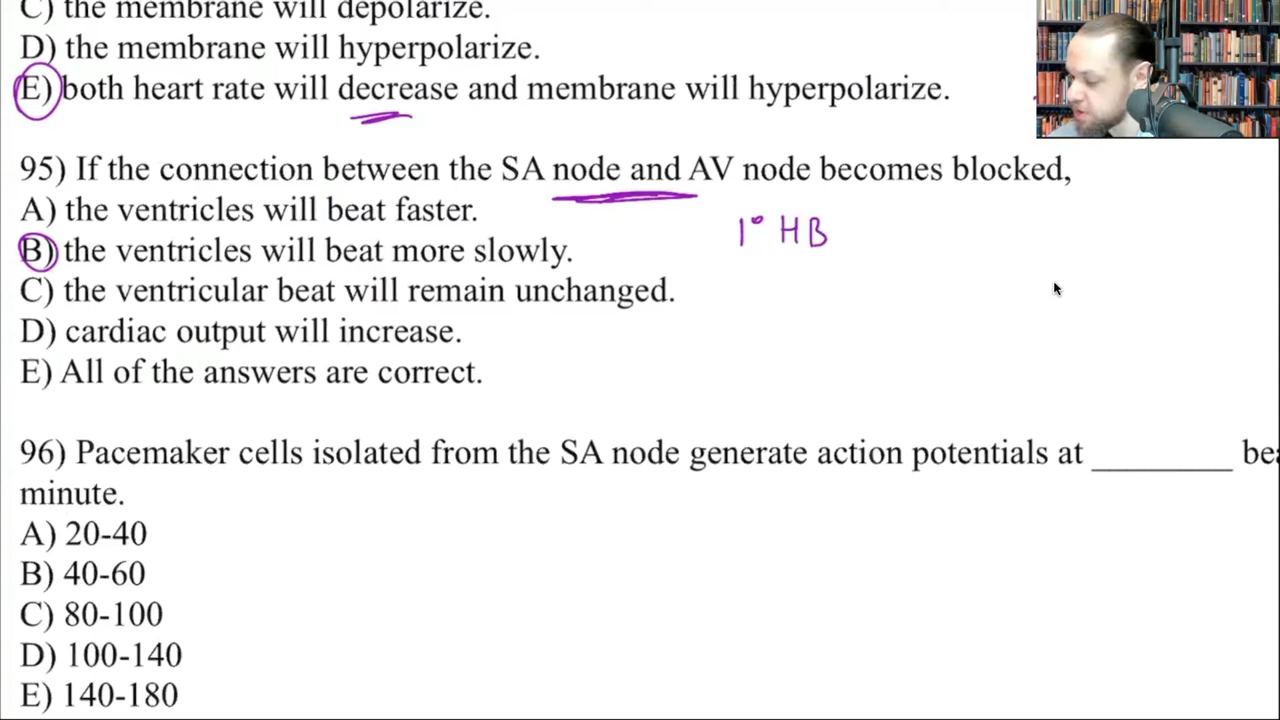 C) the membrane will depolarize.
D) the membrane will hyperpolarize.
E) both heart rate will decrease and membrane will hyperpolarize.
95) If the connection between the SA node and AV node becomes blocked,
A) the ventricles will beat faster.
1° HB
B) the ventricles will beat more slowly.
C) the ventricular beat will remain unchanged.
D) cardiac output will increase.
E) All of the answers are correct.
96) Pacemaker cells isolated from the SA node generate action potentials at ________
minute.
A) 20-40
B) 40-60
C) 80-100
D) 100-140
E) 140-180